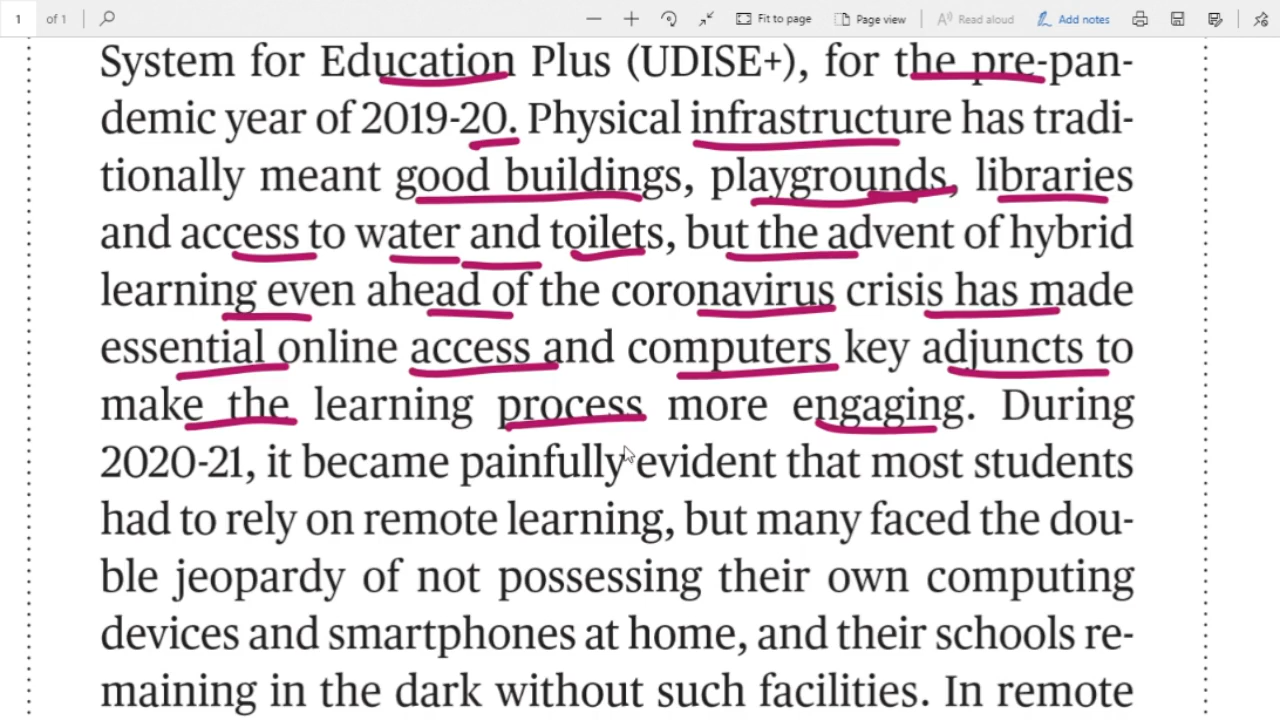 1 of 1 Fit to page Page view Read aloud Add notes
System for Education Plus (UDISE+), for the pre-pan-
demic year of 2019-20. Physical infrastructure has tradi-
tionally meant good buildings, playgrounds, libraries
and access to water and toilets, but the advent of hybrid
learning even ahead of the coronavirus crisis has made
essential online access and computers key adjuncts to
make the learning process more engaging. During
2020-21, it became painfully evident that most students
had to rely on remote learning, but many faced the dou-
ble jeopardy of not possessing their own computing
devices and smartphones at home, and their schools re-
maining in the dark without such facilities. In remote